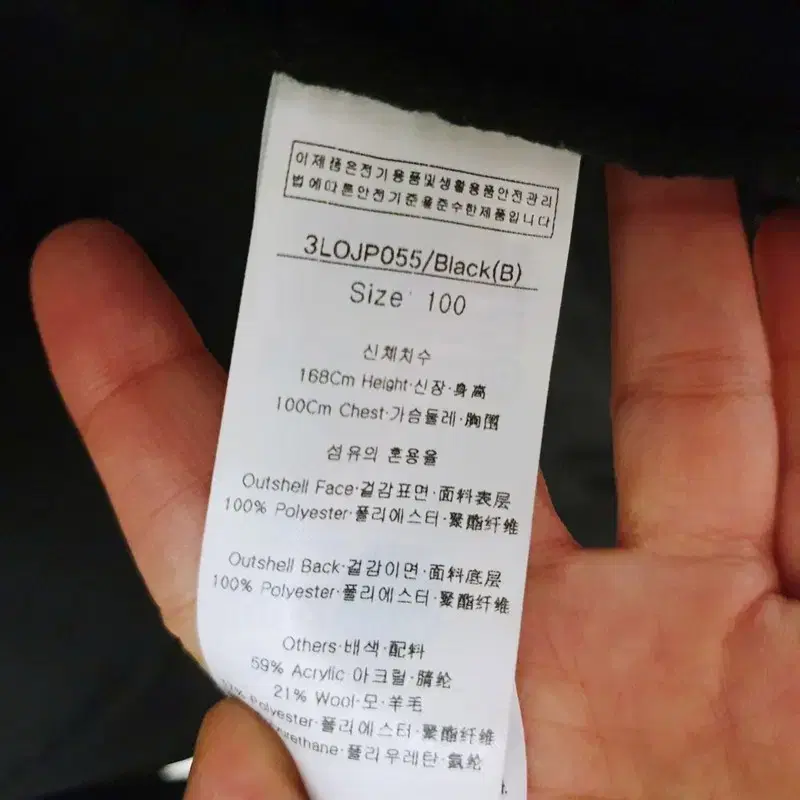 이제품은전기용품및생활용품안전관리
법에따른안전기준을준수한제품입니다
3LOJP055/Black(B)
Size 100
신체치수
168Cm Height·신장·身高
100Cm Chest·가슴둘레·胸围
섬유의 혼용율
Outshell Face·겉감표면·面料表层
100% Polyester·폴리에스터·聚酯纤维
Outshell Back·겉감이면·面料底层
100% Polyester·폴리에스터·聚酯纤维
Others·배색·配料
59% Acrylic 아크릴·腈纶
21% Wool·모·羊毛
Polyester·폴리에스터·聚酯纤维
urethane·폴리우레탄·氨纶